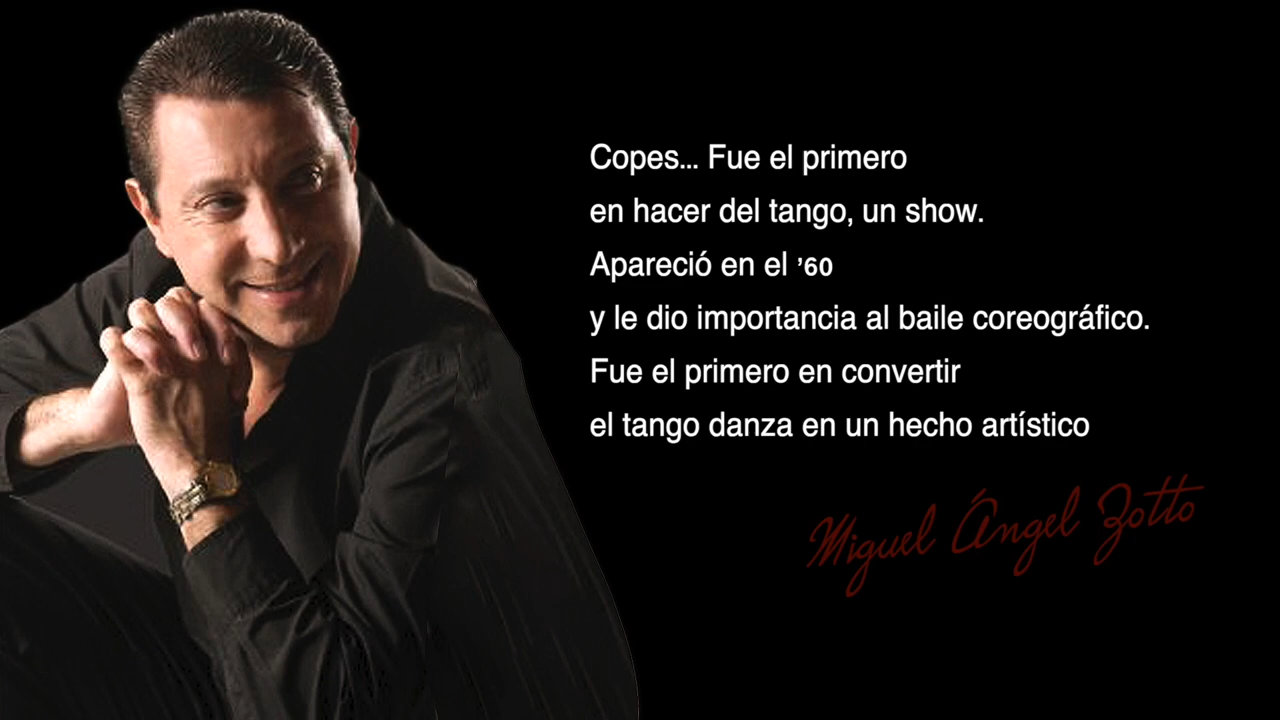 Copes... Fue el primero
en hacer del tango, un show.
Apareció en el ’60
y le dio importancia al baile coreográfico.
Fue el primero en convertir
el tango danza en un hecho artístico
Miguel Ángel Zotto